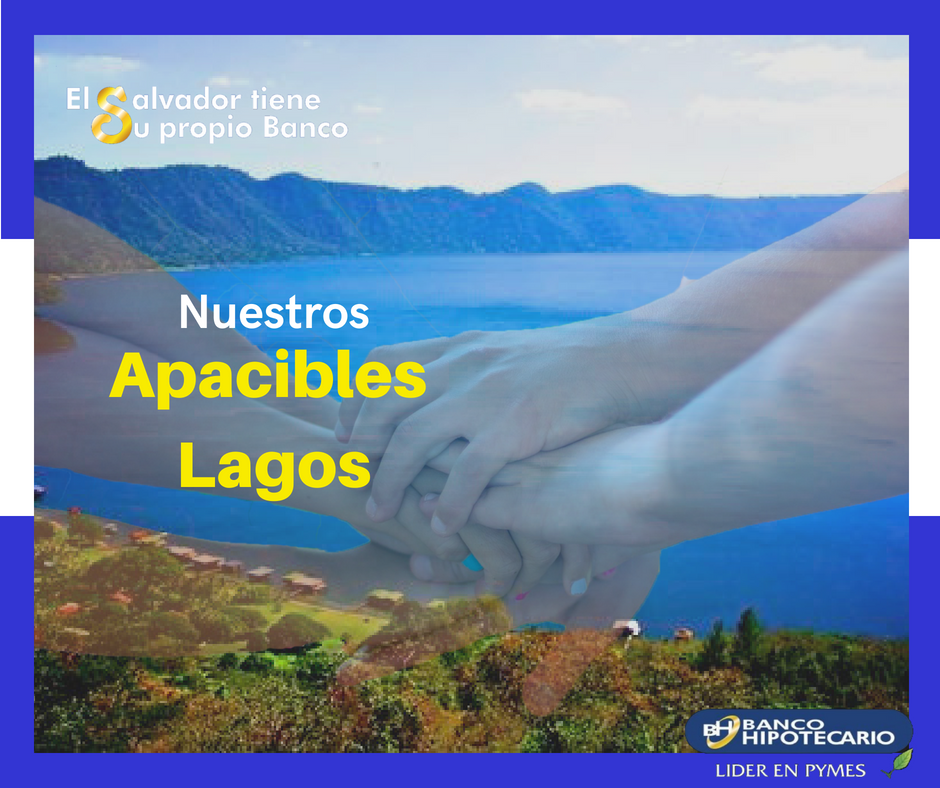 El Salvador tiene
Su propio Banco
Nuestros
Apacibles
Lagos
BH BANCO
HIPOTECARIO
LIDER EN PYMES